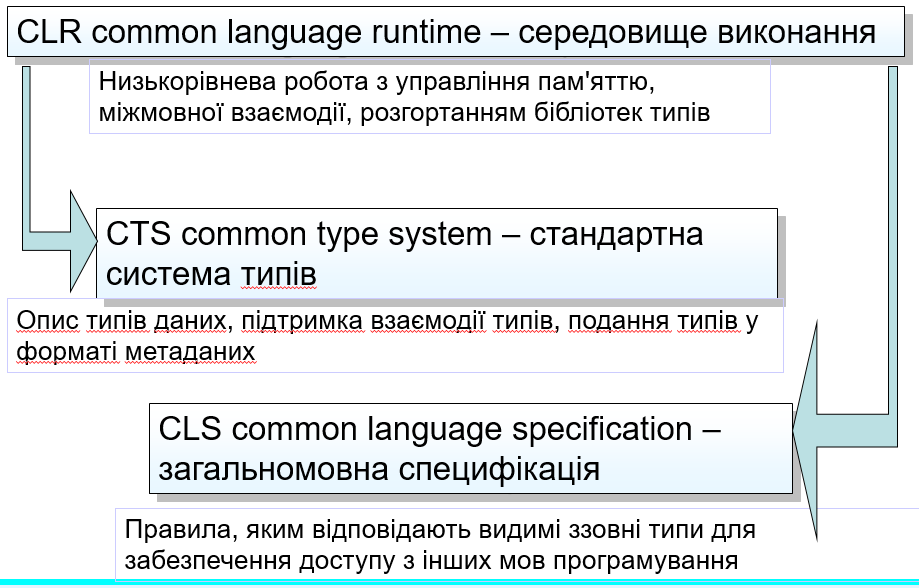 CLR common language runtime – середовище виконання
Низькорівнева робота з управління пам'яттю,
міжмовної взаємодії, розгортанням бібліотек типів
CTS common type system – стандартна
система типів
Опис типів даних, підтримка взаємодії типів, подання типів у
форматі метаданих
CLS common language specification –
загальномовна специфікація
Правила, яким відповідають видимі ззовні типи для
забезпечення доступу з інших мов програмування